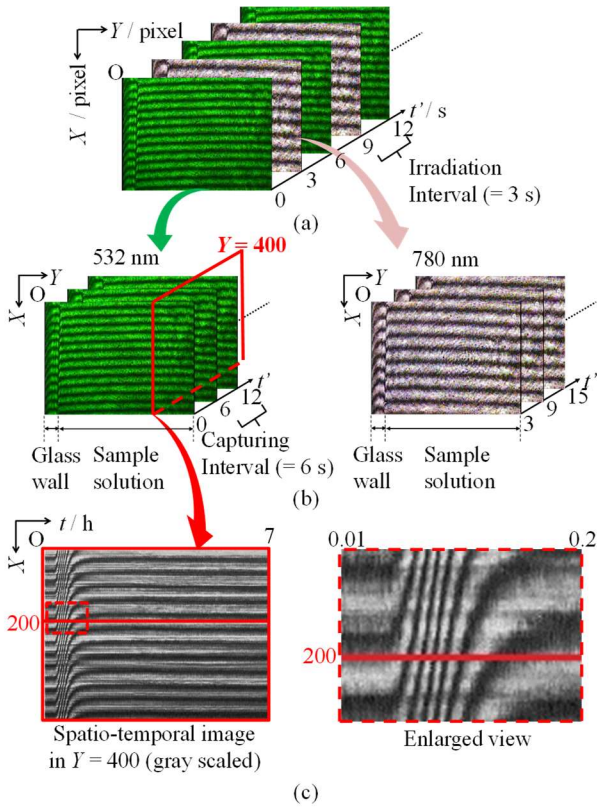 Y / pixel
O
X / pixel
t’/ s
12
9
6
3
0
Irradiation
Interval (= 3 s)
(a)
532 nm
Y = 400
780 nm
Y
O
X
t’
12
6
0
Y
O
X
t’
15
9
3
Glass
wall
Sample
solution
Capturing
Interval (= 6 s)
Glass
wall
Sample
solution
(b)
O
t / h
7
X
200
0.01
0.2
200
Spatio-temporal image
in Y = 400 (gray scaled)
Enlarged view
(c)